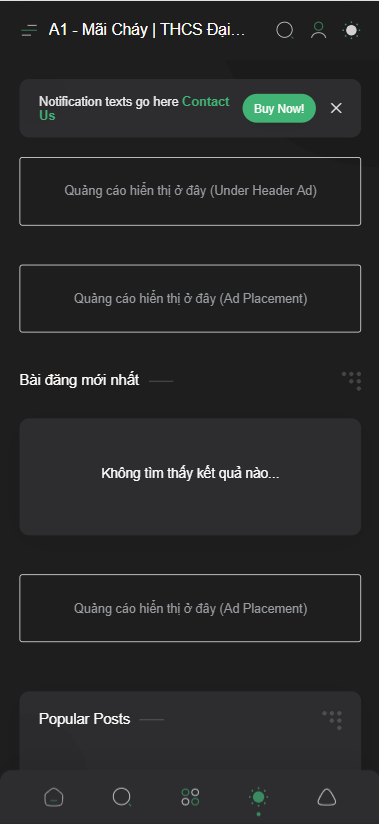 A1 - Mãi Cháy | THCS Đại...
Notification texts go here Contact
Us
Buy Now!
Quảng cáo hiển thị ở đây (Under Header Ad)
Quảng cáo hiển thị ở đây (Ad Placement)
Bài đăng mới nhất
Không tìm thấy kết quả nào...
Quảng cáo hiển thị ở đây (Ad Placement)
Popular Posts